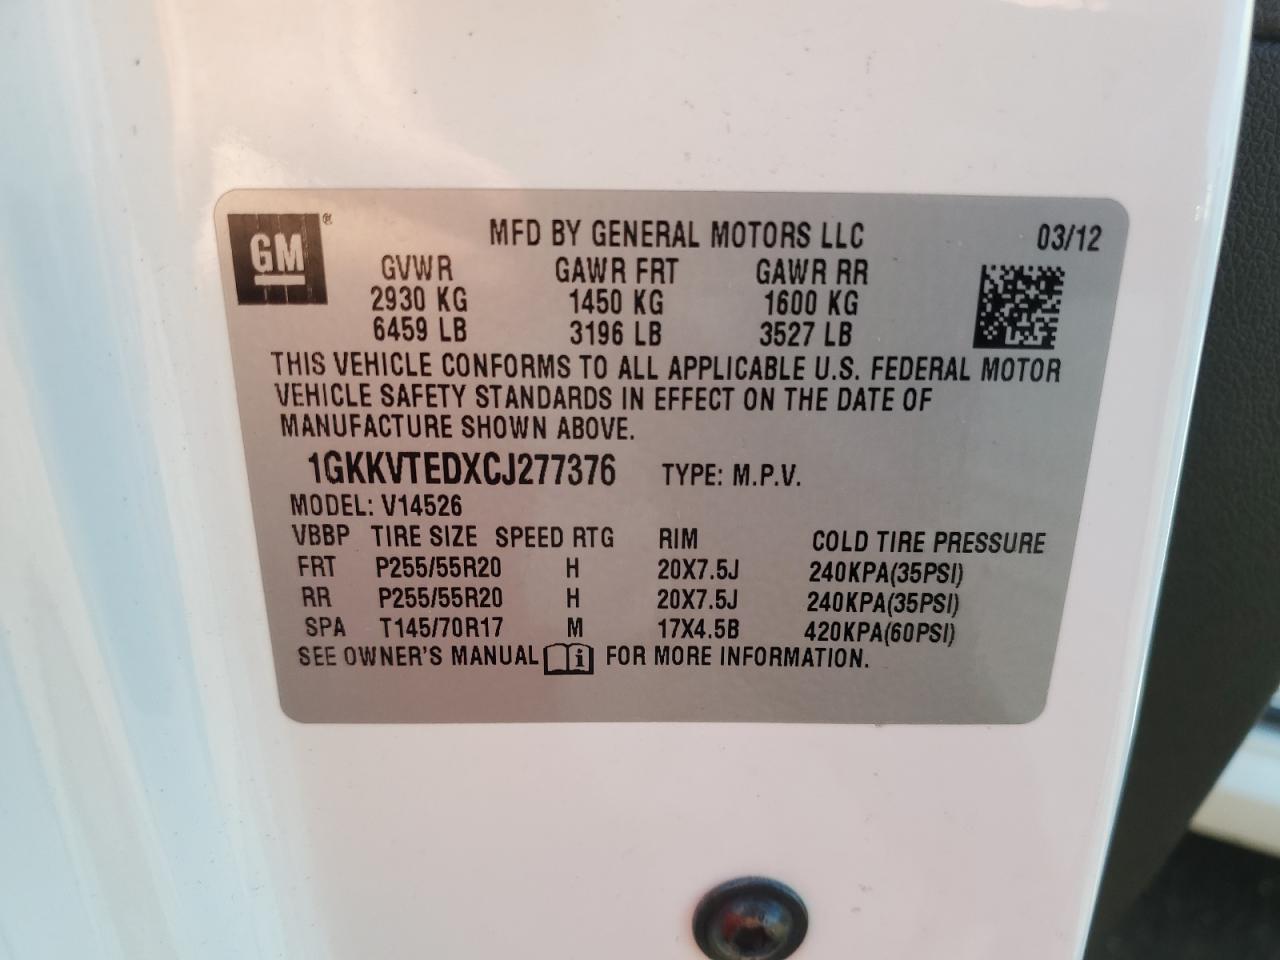 GM ®
MFD BY GENERAL MOTORS LLC 03/12
GVWR GAWR FRT GAWR RR
2930 KG 1450 KG 1600 KG
6459 LB 3196 LB 3527 LB
THIS VEHICLE CONFORMS TO ALL APPLICABLE U.S. FEDERAL MOTOR
VEHICLE SAFETY STANDARDS IN EFFECT ON THE DATE OF
MANUFACTURE SHOWN ABOVE.
1GKKVTEDXCJ277376 TYPE: M.P.V.
MODEL: V14526
VBBP TIRE SIZE SPEED RTG RIM COLD TIRE PRESSURE
FRT P255/55R20 H 20X7.5J 240KPA(35PSI)
RR P255/55R20 H 20X7.5J 240KPA(35PSI)
SPA T145/70R17 M 17X4.5B 420KPA(60PSI)
SEE OWNER'S MANUAL i FOR MORE INFORMATION.